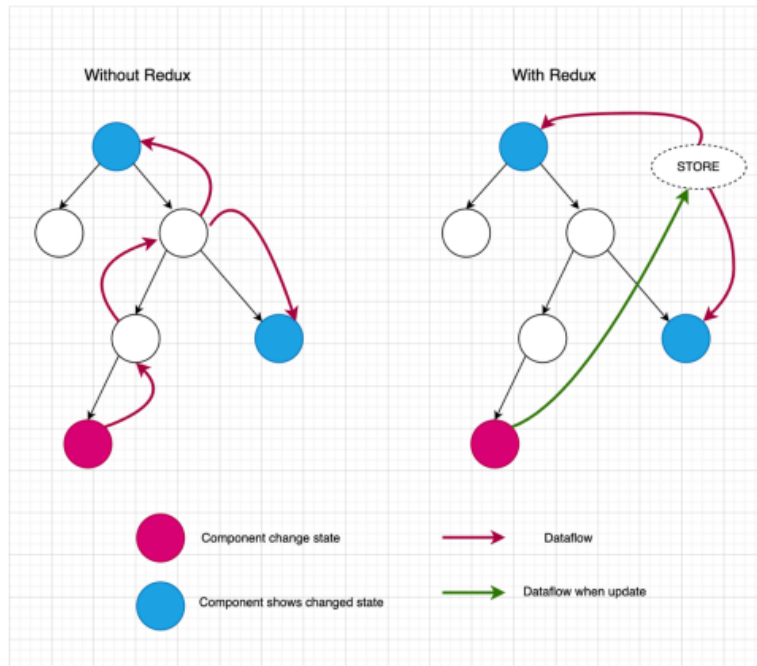 Without Redux
With Redux
STORE
Component change state
Dataflow
Component shows changed state
Dataflow when update